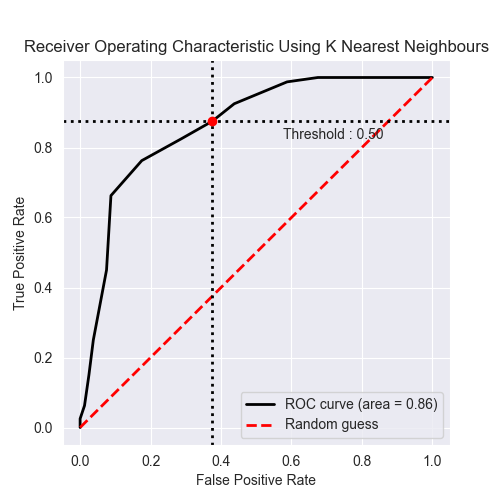 Receiver Operating Characteristic Using K Nearest Neighbours
1.0
0.8
0.6
0.4
0.2
0.0
True Positive Rate
Threshold : 0.50
ROC curve (area = 0.86)
Random guess
0.0 0.2 0.4 0.6 0.8 1.0
False Positive Rate